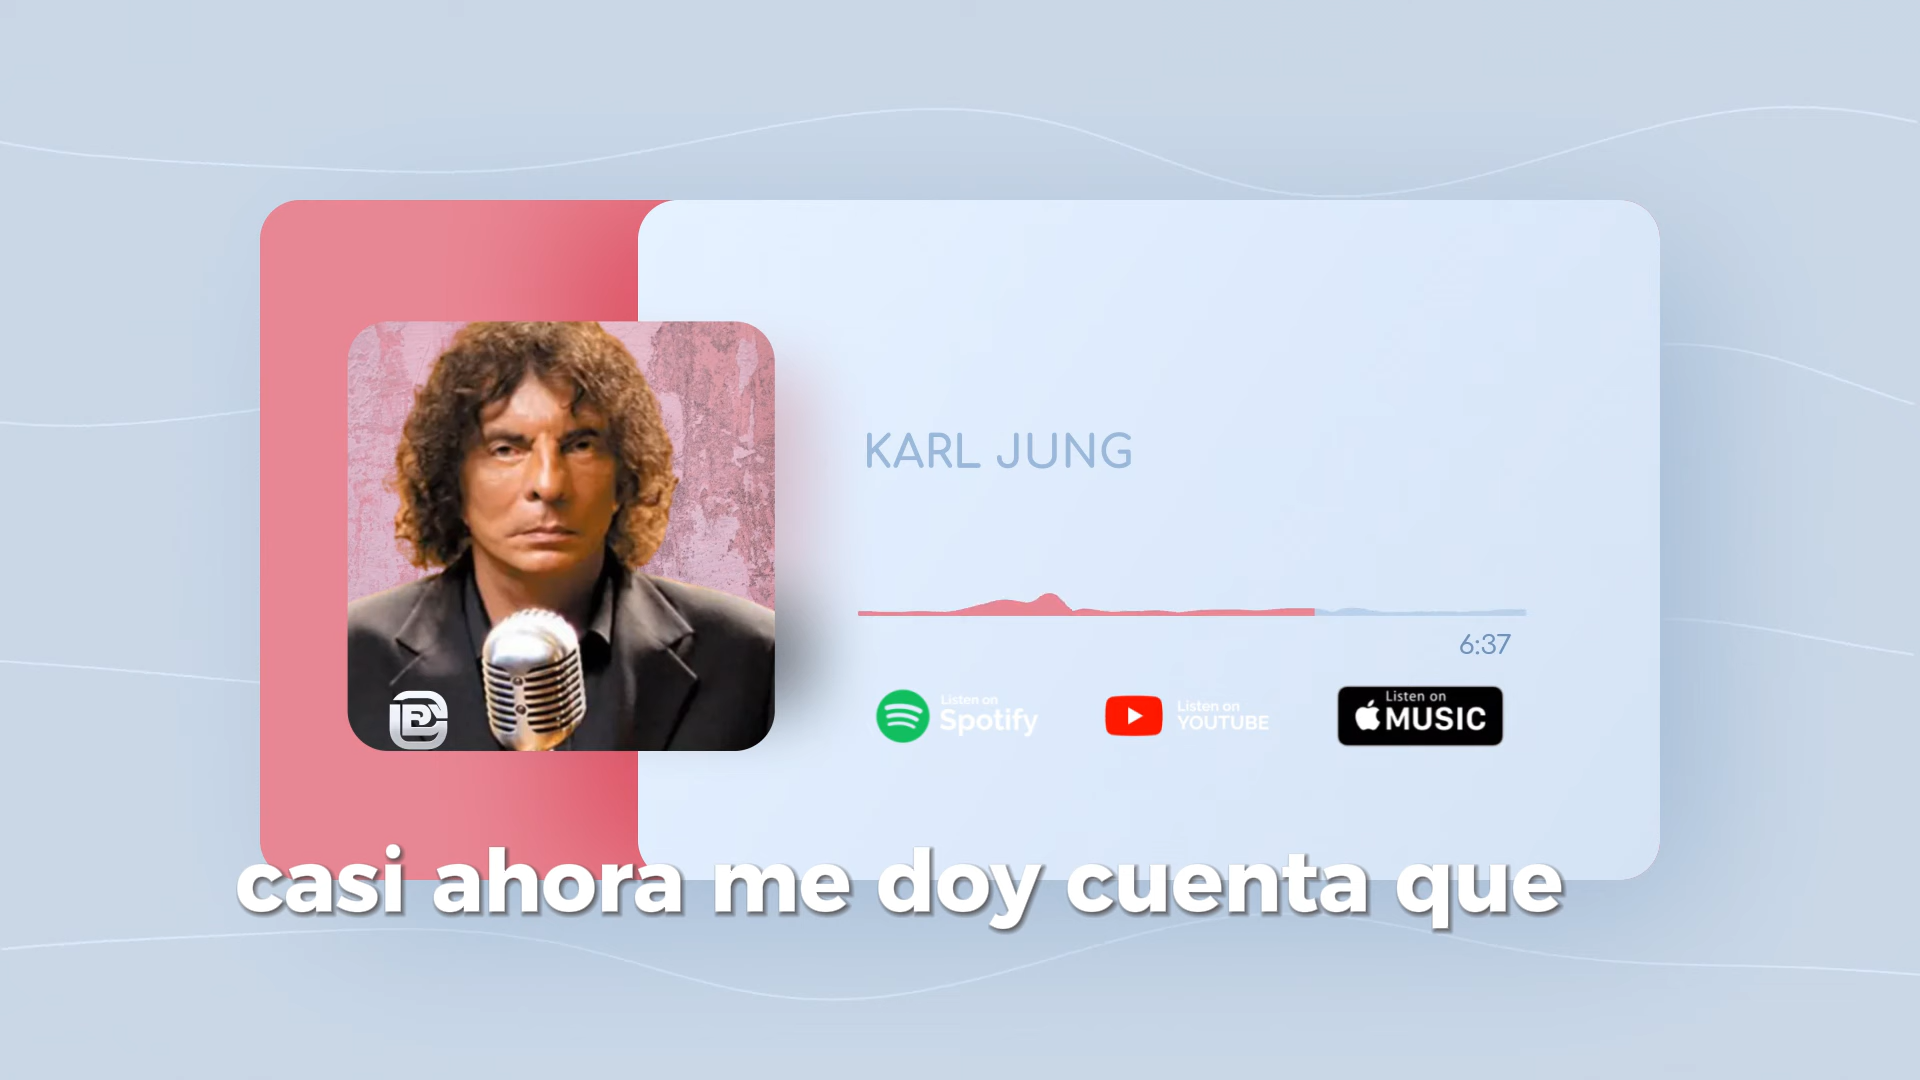 KARL JUNG
6:37
Listen on
Spotify
Listen on
YOUTUBE
Listen on
MUSIC
casi ahora me doy cuenta que